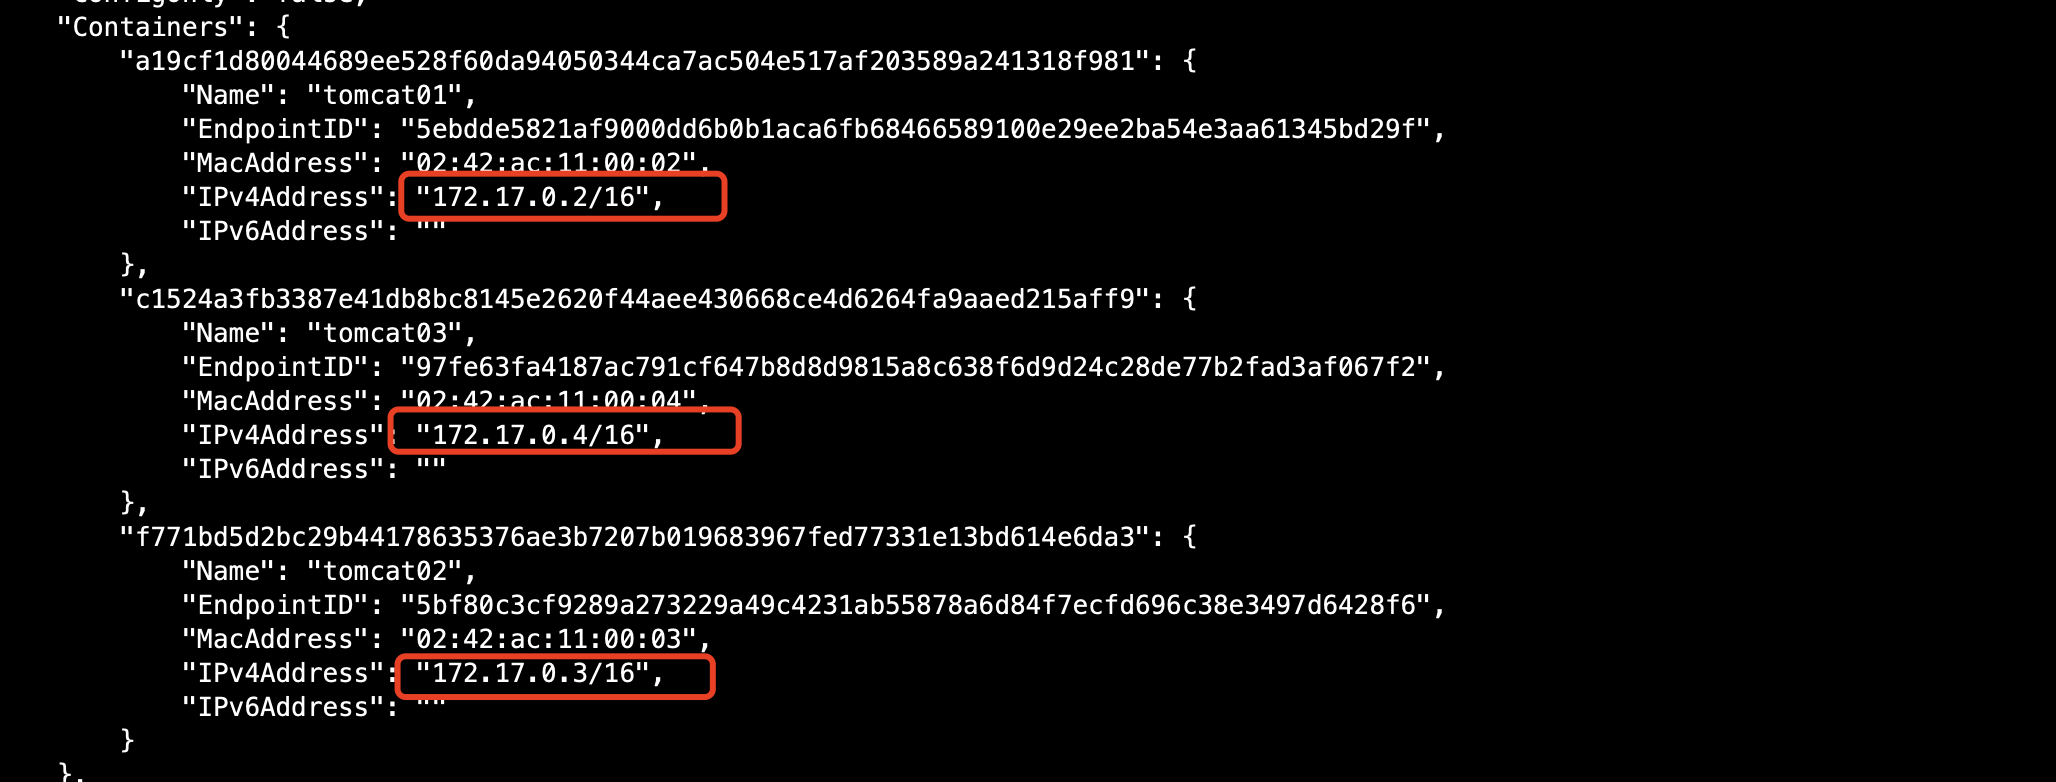 "Containers": {
"a19cf1d80044689ee528f60da94050344ca7ac504e517af203589a241318f981": {
"Name": "tomcat01",
"EndpointID": "5ebdde5821af9000dd6b0b1aca6fb68466589100e29ee2ba54e3aa61345bd29f",
"MacAddress": "02:42:ac:11:00:02",
"IPv4Address": "172.17.0.2/16",
"IPv6Address": ""
},
"c1524a3fb3387e41db8bc8145e2620f44aee430668ce4d6264fa9aaed215aff9": {
"Name": "tomcat03",
"EndpointID": "97fe63fa4187ac791cf647b8d8d9815a8c638f6d9d24c28de77b2fad3af067f2",
"MacAddress": "02:42:ac:11:00:04",
"IPv4Address": "172.17.0.4/16",
"IPv6Address": ""
},
"f771bd5d2bc29b44178635376ae3b7207b019683967fed77331e13bd614e6da3": {
"Name": "tomcat02",
"EndpointID": "5bf80c3cf9289a273229a49c4231ab55878a6d84f7ecfd696c38e3497d6428f6",
"MacAddress": "02:42:ac:11:00:03",
"IPv4Address": "172.17.0.3/16",
"IPv6Address": ""
}
},